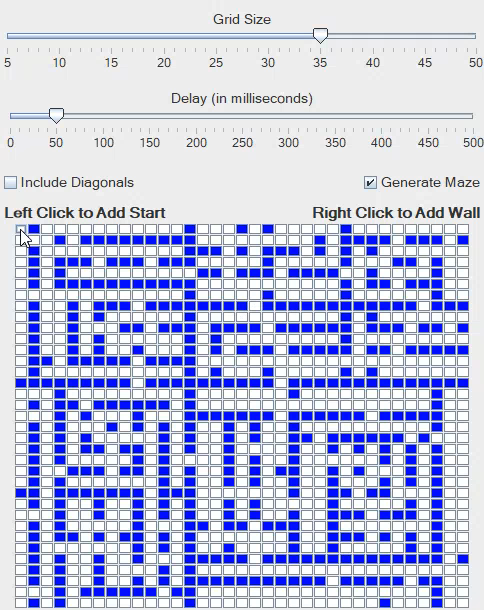 Grid Size
5 10 15 20 25 30 35 40 45 50
Delay (in milliseconds)
0 50 100 150 200 250 300 350 400 450 500
Include Diagonals Generate Maze
Left Click to Add Start Right Click to Add Wall